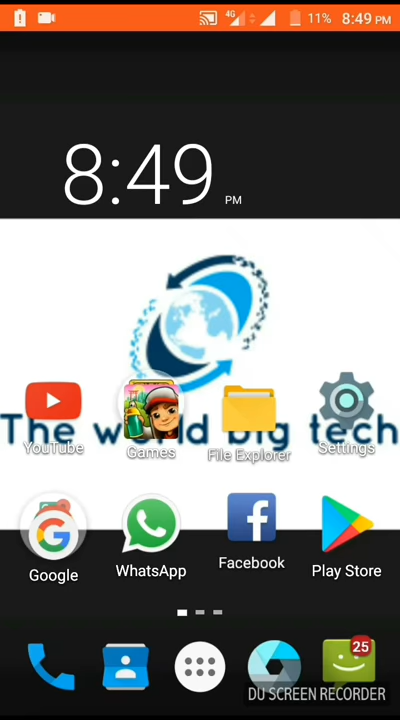 4G 11% 8:49 PM
8:49 PM
The world big tech
YouTube Games File Explorer Settings
Google WhatsApp Facebook Play Store
25
DU SCREEN RECORDER